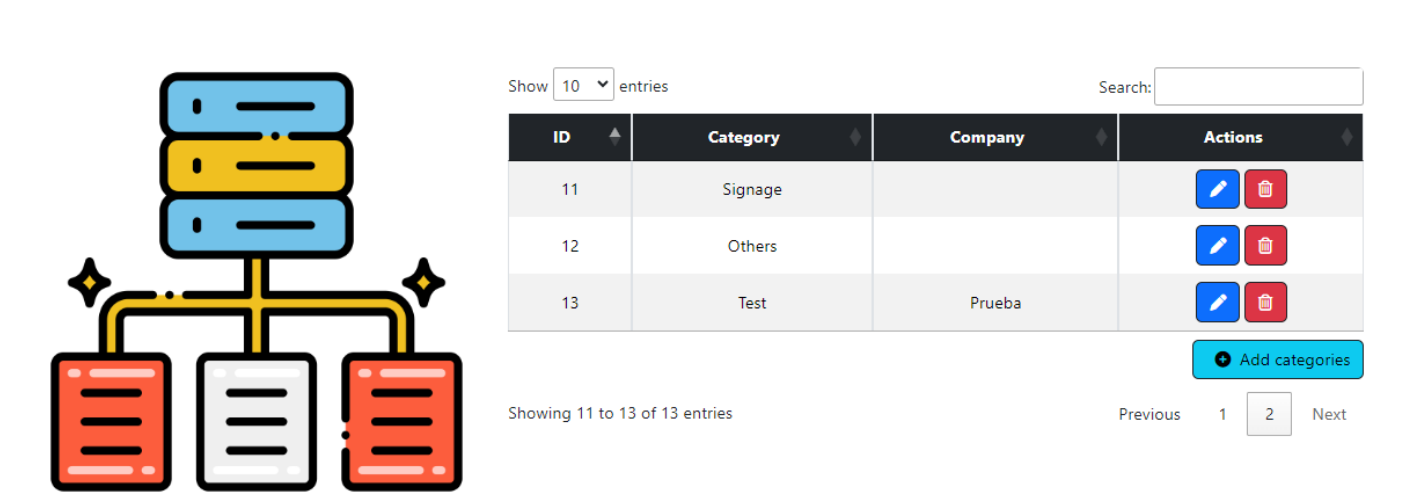 Show 10 entries Search:
ID Category Company Actions
11 Signage
12 Others
13 Test Prueba
Add categories
Showing 11 to 13 of 13 entries Previous 1 2 Next